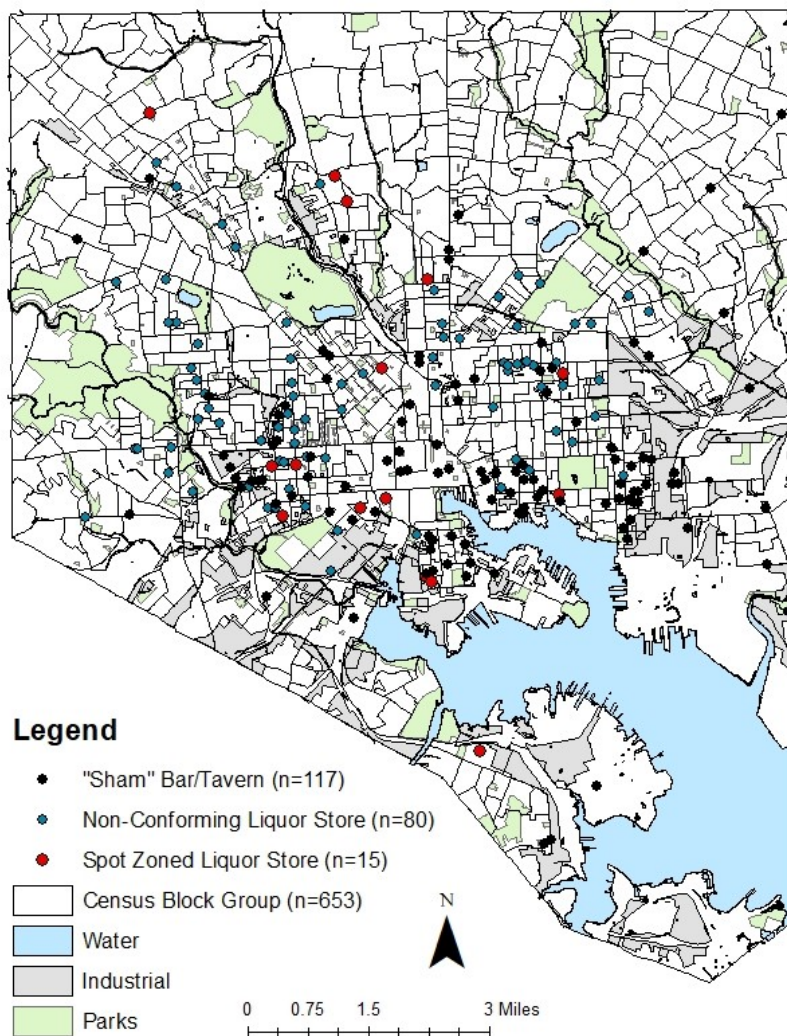 Legend
"Sham" Bar/Tavern (n=117)
Non-Conforming Liquor Store (n=80)
Spot Zoned Liquor Store (n=15)
Census Block Group (n=653)
Water
Industrial
Parks
N
0 0.75 1.5 3 Miles